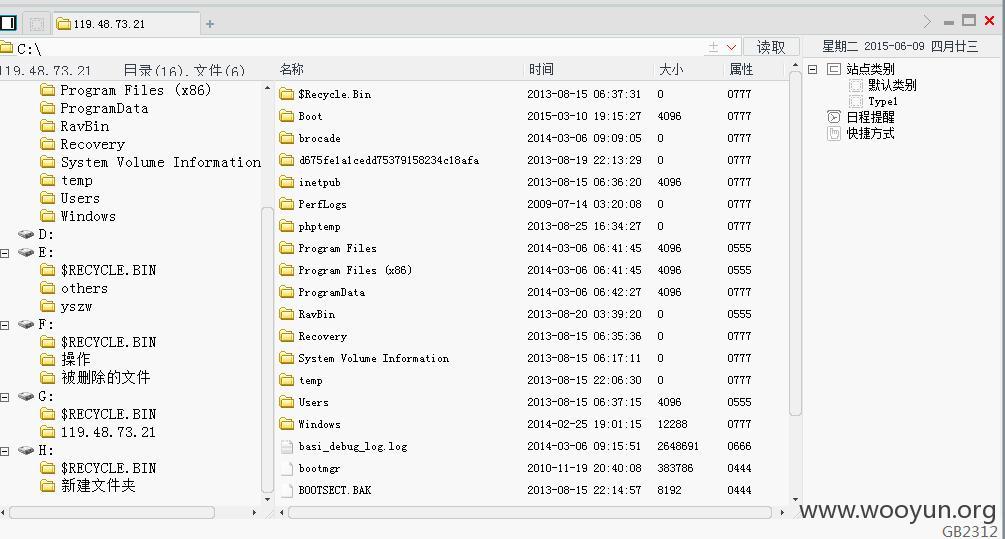 119.48.73.21
C:\
读取
星期二 2015-06-09 四月廿三
119.48.73.21 目录(16),文件(6)
Program Files (x86)
ProgramData
RavBin
Recovery
System Volume Information
temp
Users
Windows
D:
E:
$RECYCLE.BIN
others
yszw
F:
$RECYCLE.BIN
操作
被删除的文件
G:
$RECYCLE.BIN
119.48.73.21
H:
$RECYCLE.BIN
新建文件夹
名称 时间 大小 属性
$Recycle.Bin 2013-08-15 06:37:31 0 0777
Boot 2015-03-10 19:15:27 4096 0777
brocade 2014-03-06 09:09:05 0 0777
d675fe1a1cedd75379158234c18afa 2013-08-19 22:13:29 0 0777
inetpub 2013-08-15 06:36:20 4096 0777
PerfLogs 2009-07-14 03:20:08 0 0777
phptemp 2013-08-25 16:34:27 0 0777
Program Files 2014-03-06 06:41:45 4096 0555
Program Files (x86) 2014-03-06 06:41:45 4096 0555
ProgramData 2014-03-06 06:42:27 4096 0777
RavBin 2013-08-20 03:39:20 0 0555
Recovery 2013-08-15 06:35:36 0 0777
System Volume Information 2013-08-15 06:17:11 0 0777
temp 2013-08-15 22:06:30 0 0777
Users 2013-08-15 06:37:15 4096 0555
Windows 2014-02-25 19:01:15 12288 0777
basi_debug_log.log 2014-03-06 09:15:51 2648691 0666
bootmgr 2010-11-19 20:40:08 383786 0444
BOOTSECT.BAK 2013-08-15 22:14:57 8192 0444
站点类别
默认类别
Type1
日程提醒
快捷方式
www.wooyun.org
GB2312